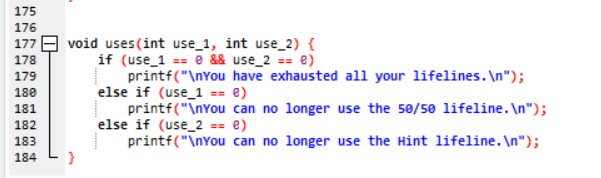 175
176
177 void uses(int use_1, int use_2) {
178 if (use_1 == 0 && use_2 == 0)
179 printf("\nYou have exhausted all your lifelines.\n");
180 else if (use_1 == 0)
181 printf("\nYou can no longer use the 50/50 lifeline.\n");
182 else if (use_2 == 0)
183 printf("\nYou can no longer use the Hint lifeline.\n");
184 }